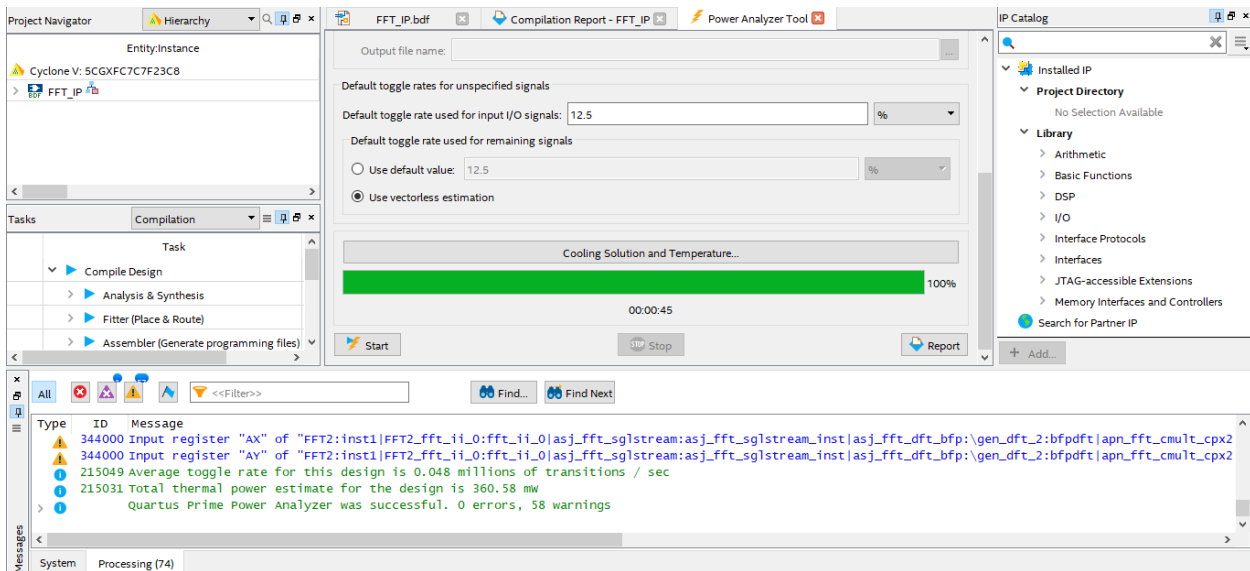 Project Navigator
Hierarchy
Entity:Instance
Cyclone V: 5CGXFC7C7F23C8
BDF
FFT_IP
Tasks
Compilation
Task
Compile Design
Analysis & Synthesis
Fitter (Place & Route)
Assembler (Generate programming files)
FFT_IP.bdf
Compilation Report - FFT_IP
Power Analyzer Tool
Output file name:
...
Default toggle rates for unspecified signals
Default toggle rate used for input I/O signals: 12.5 %
Default toggle rate used for remaining signals
Use default value: 12.5 %
Use vectorless estimation
Cooling Solution and Temperature...
100%
00:00:45
Start
STOP Stop
Report
IP Catalog
Installed IP
Project Directory
No Selection Available
Library
Arithmetic
Basic Functions
DSP
I/O
Interface Protocols
Interfaces
JTAG-accessible Extensions
Memory Interfaces and Controllers
Search for Partner IP
+ Add...
All
<<Filter>>
Find...
Find Next
Type ID Message
344000 Input register "AX" of "FFT2:inst1|FFT2_fft_ii_0:fft_ii_0|asj_fft_sglstream:asj_fft_sglstream_inst|asj_fft_dft_bfp:\gen_dft_2:bfpdft|apn_fft_cmult_cpx2
344000 Input register "AY" of "FFT2:inst1|FFT2_fft_ii_0:fft_ii_0|asj_fft_sglstream:asj_fft_sglstream_inst|asj_fft_dft_bfp:\gen_dft_2:bfpdft|apn_fft_cmult_cpx2
215049 Average toggle rate for this design is 0.048 millions of transitions / sec
215031 Total thermal power estimate for the design is 360.58 mW
Quartus Prime Power Analyzer was successful. 0 errors, 58 warnings
Messages
System
Processing (74)